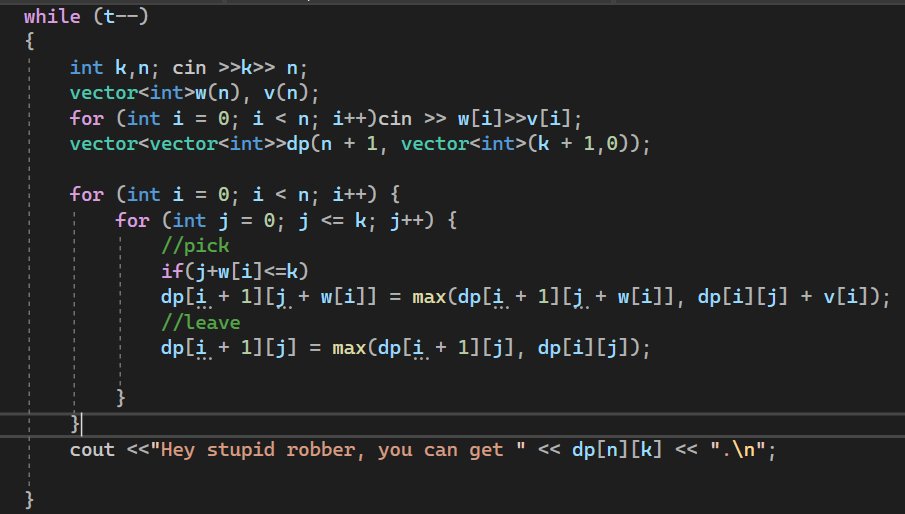 while (t--)
{
int k,n; cin >>k>> n;
vector<int>w(n), v(n);
for (int i = 0; i < n; i++)cin >> w[i]>>v[i];
vector<vector<int>>dp(n + 1, vector<int>(k + 1,0));
for (int i = 0; i < n; i++) {
for (int j = 0; j <= k; j++) {
//pick
if(j+w[i]<=k)
dp[i + 1][j + w[i]] = max(dp[i + 1][j + w[i]], dp[i][j] + v[i]);
//leave
dp[i + 1][j] = max(dp[i + 1][j], dp[i][j]);
}
}
cout <<"Hey stupid robber, you can get " << dp[n][k] << ".\n";
}